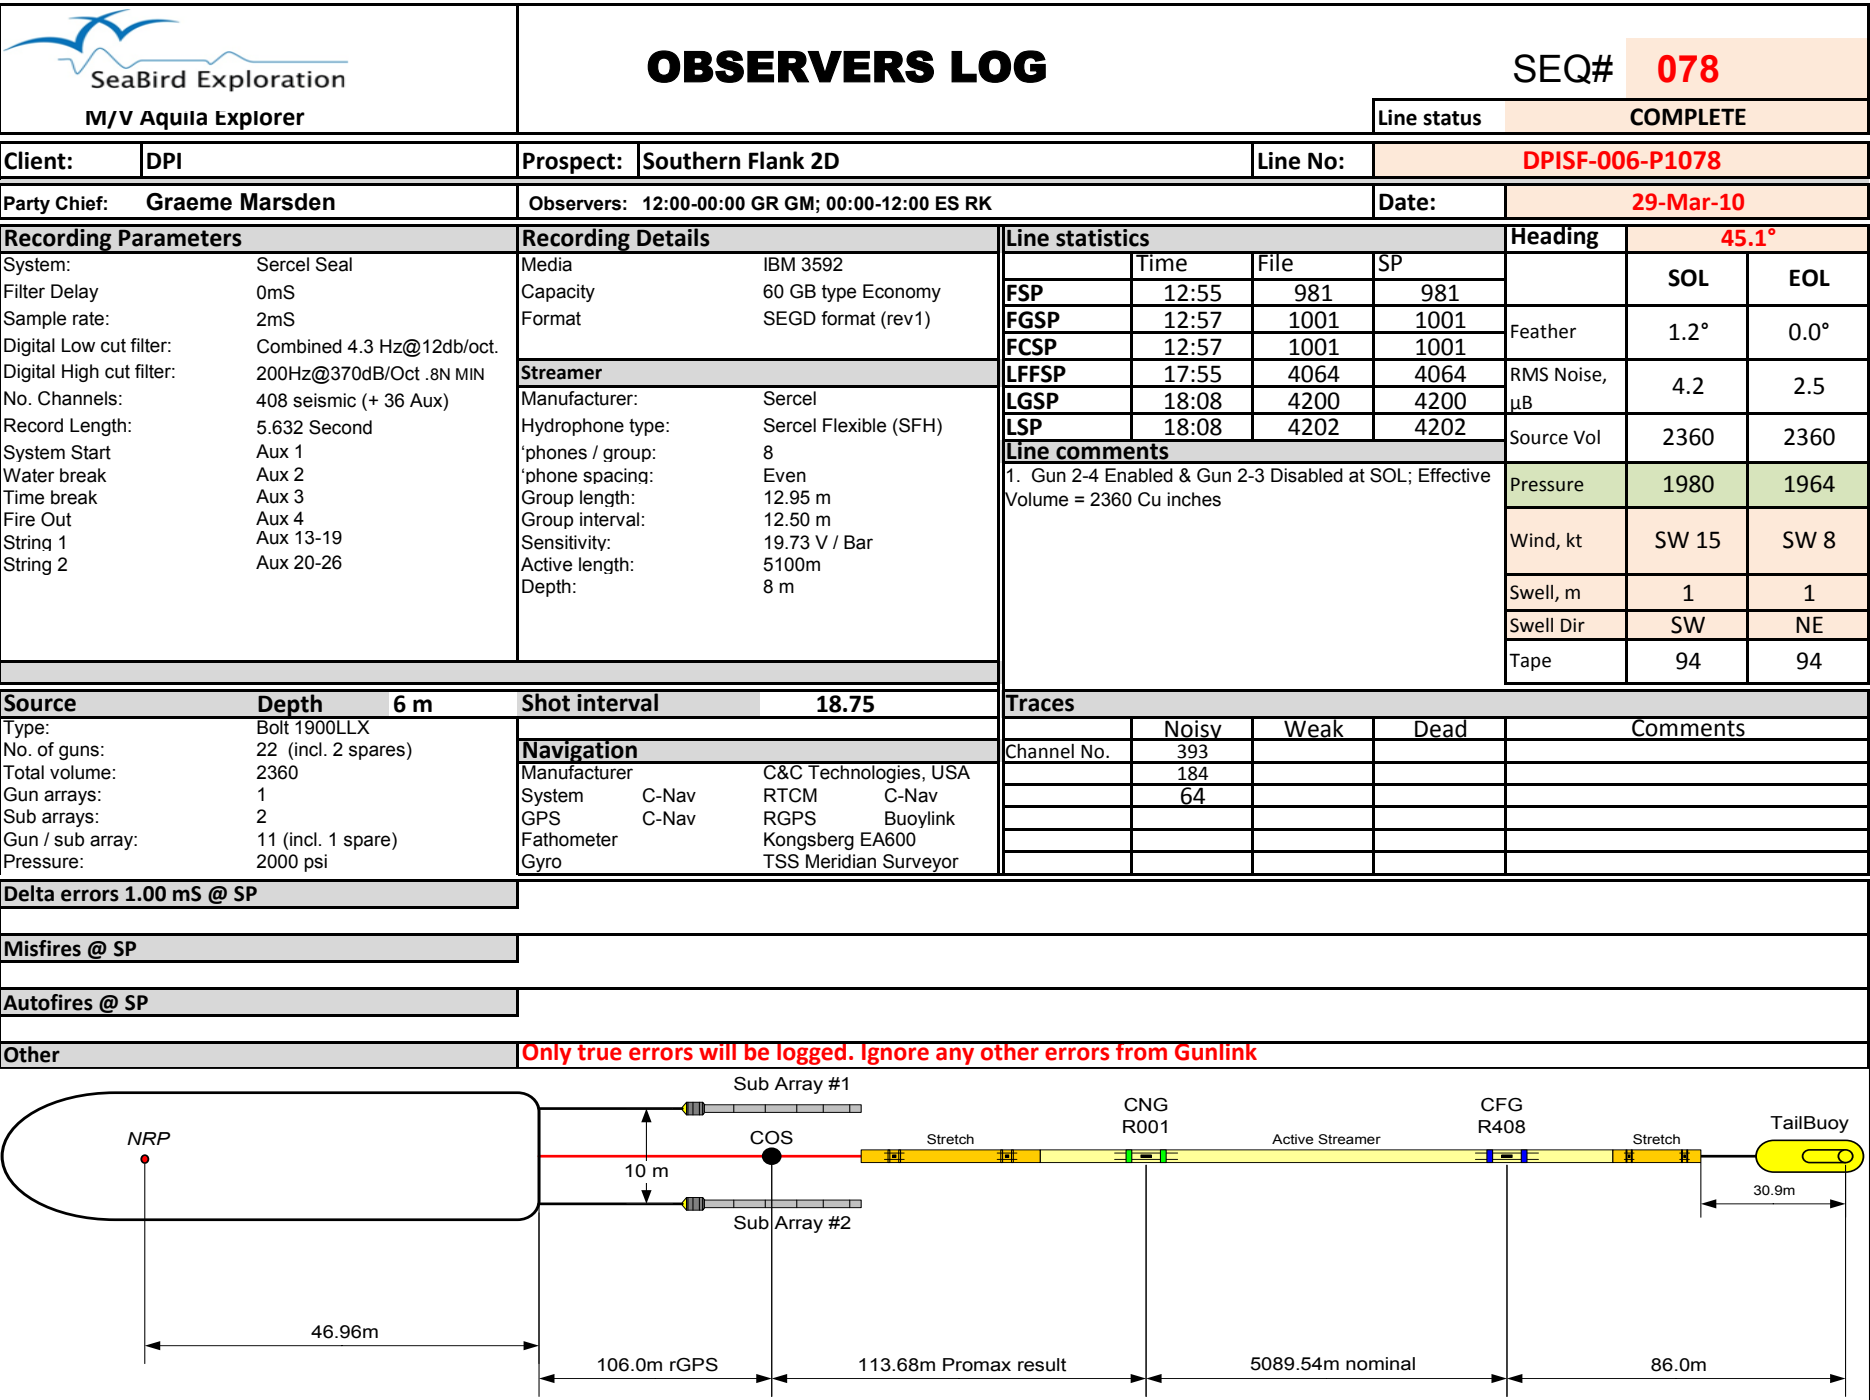 SeaBird Exploration
M/V Aquila Explorer
OBSERVERS LOG
SEQ# 078
Line status COMPLETE
Client: DPI Prospect: Southern Flank 2D Line No: DPISF-006-P1078
Party Chief: Graeme Marsden Observers: 12:00-00:00 GR GM; 00:00-12:00 ES RK Date: 29-Mar-10
Recording Parameters
System: Sercel Seal
Filter Delay 0mS
Sample rate: 2mS
Digital Low cut filter: Combined 4.3 Hz@12db/oct.
Digital High cut filter: 200Hz@370dB/Oct .8N MIN
No. Channels: 408 seismic (+ 36 Aux)
Record Length: 5.632 Second
System Start Aux 1
Water break Aux 2
Time break Aux 3
Fire Out Aux 4
String 1 Aux 13-19
String 2 Aux 20-26
Recording Details
Media IBM 3592
Capacity 60 GB type Economy
Format SEGD format (rev1)
Streamer
Manufacturer: Sercel
Hydrophone type: Sercel Flexible (SFH)
'phones / group: 8
'phone spacing: Even
Group length: 12.95 m
Group interval: 12.50 m
Sensitivity: 19.73 V / Bar
Active length: 5100m
Depth: 8 m
Line statistics
Time File SP
FSP 12:55 981 981
FGSP 12:57 1001 1001
FCSP 12:57 1001 1001
LFFSP 17:55 4064 4064
LGSP 18:08 4200 4200
LSP 18:08 4202 4202
Line comments
1. Gun 2-4 Enabled & Gun 2-3 Disabled at SOL; Effective
Volume = 2360 Cu inches
Heading 45.1°
SOL EOL
Feather 1.2° 0.0°
RMS Noise,
µB 4.2 2.5
Source Vol 2360 2360
Pressure 1980 1964
Wind, kt SW 15 SW 8
Swell, m 1 1
Swell Dir SW NE
Tape 94 94
Source Depth 6 m
Type: Bolt 1900LLX
No. of guns: 22 (incl. 2 spares)
Total volume: 2360
Gun arrays: 1
Sub arrays: 2
Gun / sub array: 11 (incl. 1 spare)
Pressure: 2000 psi
Shot interval 18.75
Navigation
Manufacturer C&C Technologies, USA
System C-Nav RTCM C-Nav
GPS C-Nav RGPS Buoylink
Fathometer Kongsberg EA600
Gyro TSS Meridian Surveyor
Traces
Noisy Weak Dead Comments
Channel No. 393
184
64
Delta errors 1.00 mS @ SP
Misfires @ SP
Autofires @ SP
Other Only true errors will be logged. Ignore any other errors from Gunlink
Sub Array #1
NRP
COS
10 m
Sub Array #2
Stretch
CNG
R001
Active Streamer
CFG
R408
Stretch
TailBuoy
30.9m
46.96m
106.0m rGPS
113.68m Promax result
5089.54m nominal
86.0m